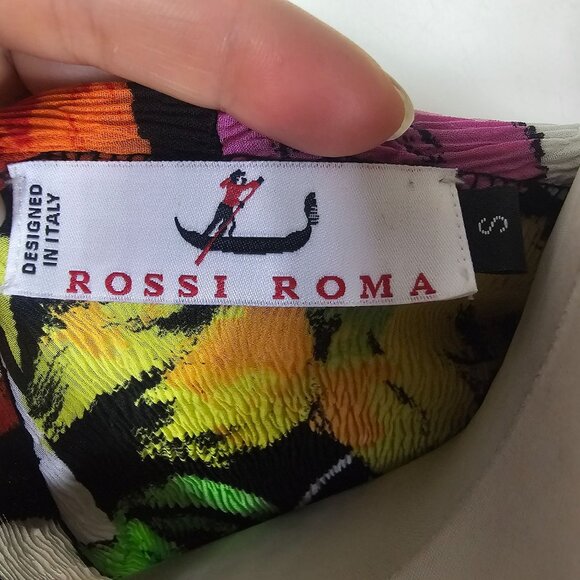 DESIGNED
IN ITALY
ROSSI ROMA
S